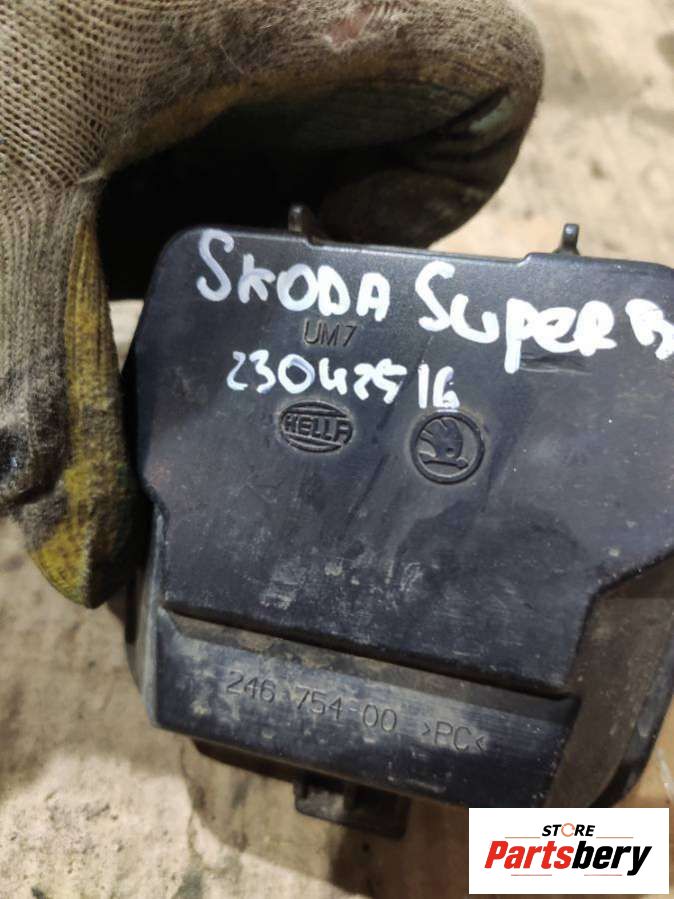 SKODA SUPERB
UM7
23042516
HELLA
246 754-00 >PC<
STORE
Partsbery